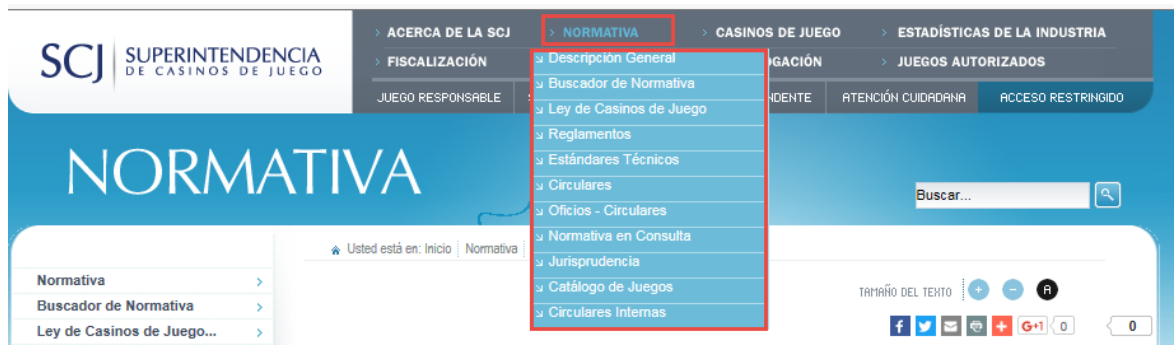 SCJ SUPERINTENDENCIA
DE CASINOS DE JUEGO
> ACERCA DE LA SCJ > NORMATIVA > CASINOS DE JUEGO > ESTADÍSTICAS DE LA INDUSTRIA
> FISCALIZACIÓN > JUEGOS AUTORIZADOS
JUEGO RESPONSABLE ATENCIÓN CUIDADANA ACCESO RESTRINGIDO
Descripción General
Buscador de Normativa
Ley de Casinos de Juego
Reglamentos
Estándares Técnicos
Circulares
Oficios - Circulares
Normativa en Consulta
Jurisprudencia
Catálogo de Juegos
Circulares Internas
NORMATIVA
Buscar...
Usted está en: Inicio Normativa
Normativa >
Buscador de Normativa >
Ley de Casinos de Juego... >
TAMAÑO DEL TEXTO + - A
G+1 0 0